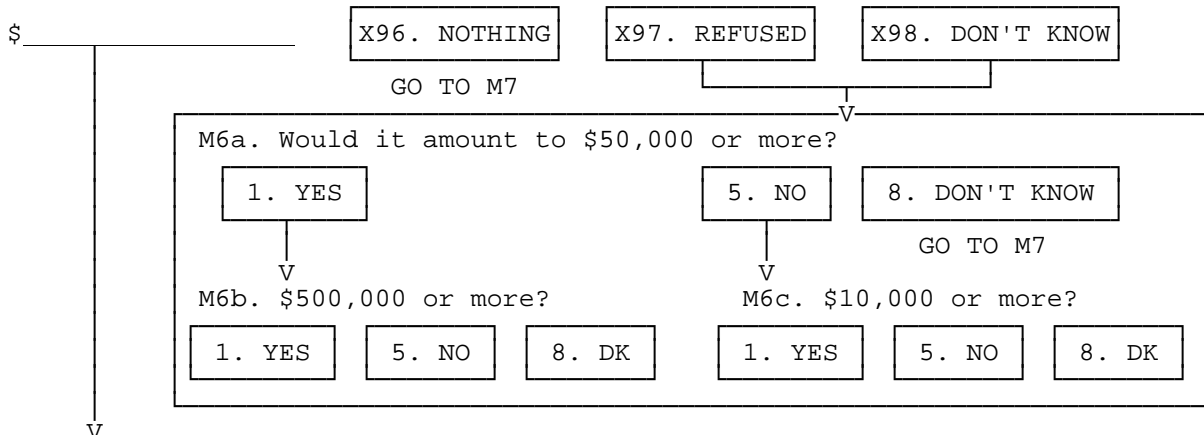 $ X96. NOTHING X97. REFUSED X98. DON'T KNOW
GO TO M7
V
M6a. Would it amount to $50,000 or more?
1. YES 5. NO 8. DON'T KNOW
GO TO M7
V V
M6b. $500,000 or more? M6c. $10,000 or more?
1. YES 5. NO 8. DK 1. YES 5. NO 8. DK
V